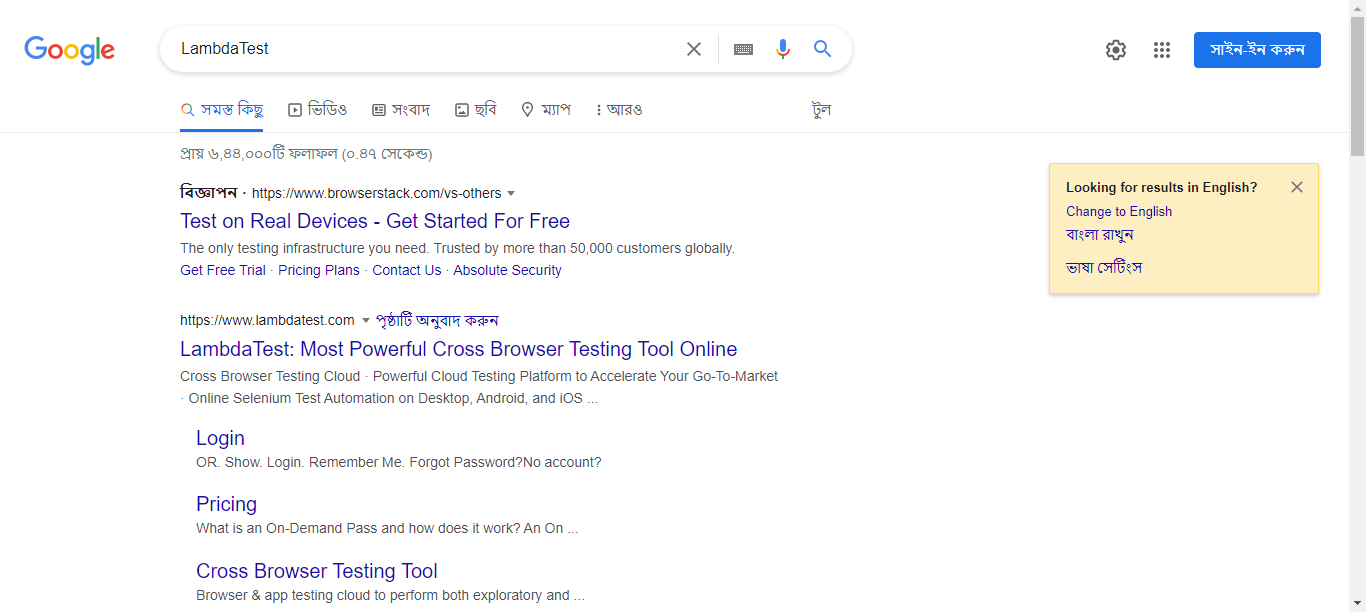 Google
LambdaTest
সাইন-ইন করুন
সমস্ত কিছু ভিডিও সংবাদ ছবি ম্যাপ আরও টুল
প্রায় ৬,৪৪,০০০টি ফলাফল (০.৪৭ সেকেন্ড)
বিজ্ঞাপন · https://www.browserstack.com/vs-others
Test on Real Devices - Get Started For Free
The only testing infrastructure you need. Trusted by more than 50,000 customers globally.
Get Free Trial · Pricing Plans · Contact Us · Absolute Security
https://www.lambdatest.com পৃষ্ঠাটি অনুবাদ করুন
LambdaTest: Most Powerful Cross Browser Testing Tool Online
Cross Browser Testing Cloud · Powerful Cloud Testing Platform to Accelerate Your Go-To-Market
· Online Selenium Test Automation on Desktop, Android, and iOS ...
Login
OR. Show. Login. Remember Me. Forgot Password?No account?
Pricing
What is an On-Demand Pass and how does it work? An On ...
Cross Browser Testing Tool
Browser & app testing cloud to perform both exploratory and ...
Looking for results in English?
Change to English
বাংলা রাখুন
ভাষা সেটিংস